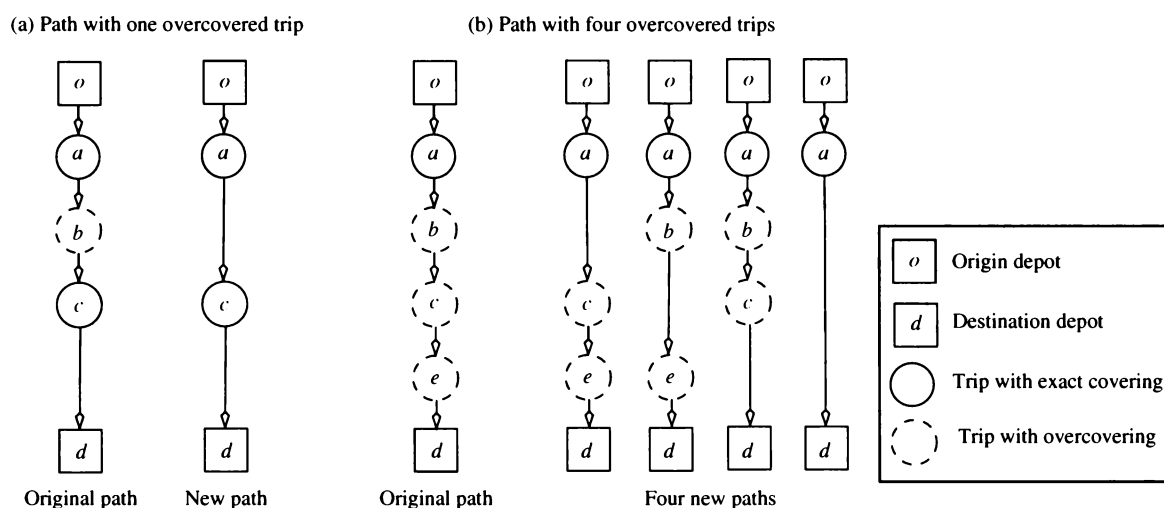 (a) Path with one overcovered trip
(b) Path with four overcovered trips
o
a
b
c
d
Original path
o
a
c
d
New path
o
a
b
c
e
d
Original path
o
a
c
e
d
o
a
b
e
d
o
a
b
c
d
o
a
d
Four new paths
o Origin depot
d Destination depot
Trip with exact covering
Trip with overcovering